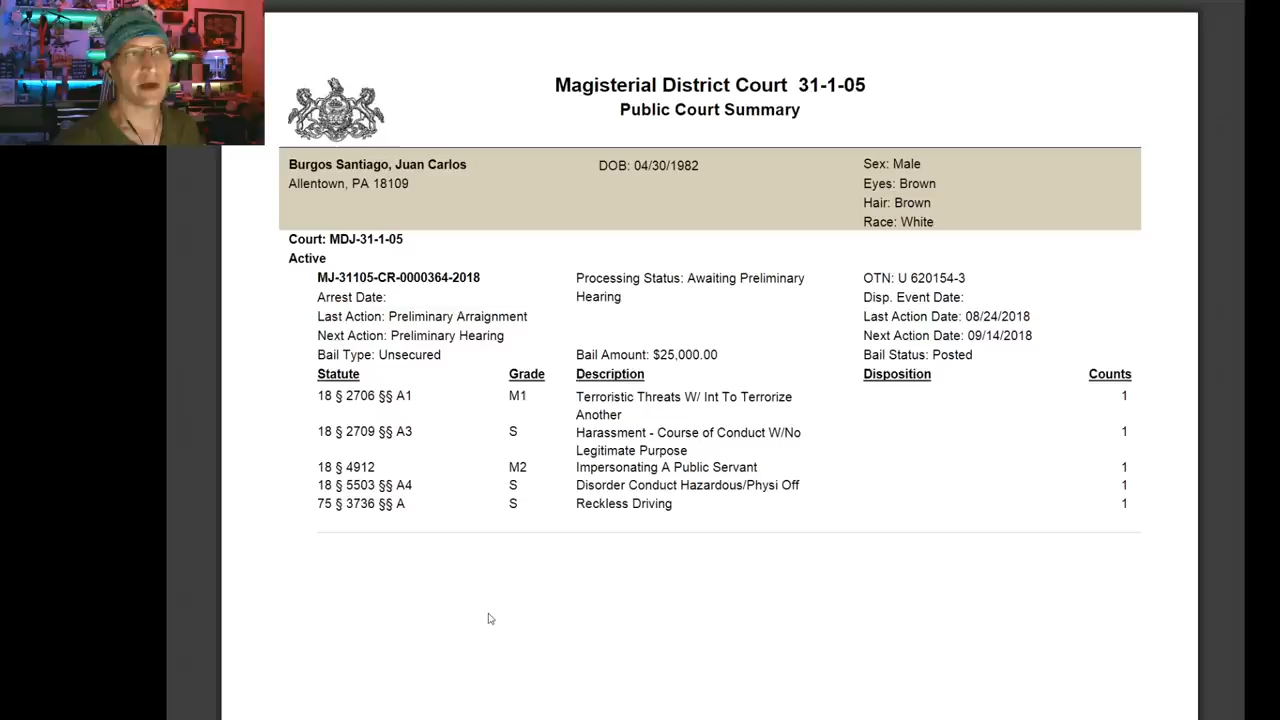 Magisterial District Court 31-1-05
Public Court Summary
Burgos Santiago, Juan Carlos DOB: 04/30/1982 Sex: Male
Allentown, PA 18109 Eyes: Brown
Hair: Brown
Race: White
Court: MDJ-31-1-05
Active
MJ-31105-CR-0000364-2018 Processing Status: Awaiting Preliminary Hearing OTN: U 620154-3
Arrest Date: Disp. Event Date:
Last Action: Preliminary Arraignment Last Action Date: 08/24/2018
Next Action: Preliminary Hearing Next Action Date: 09/14/2018
Bail Type: Unsecured Bail Amount: $25,000.00 Bail Status: Posted
Statute Grade Description Disposition Counts
18 § 2706 §§ A1 M1 Terroristic Threats W/ Int To Terrorize 1
Another
18 § 2709 §§ A3 S Harassment - Course of Conduct W/No 1
Legitimate Purpose
18 § 4912 M2 Impersonating A Public Servant 1
18 § 5503 §§ A4 S Disorder Conduct Hazardous/Physi Off 1
75 § 3736 §§ A S Reckless Driving 1